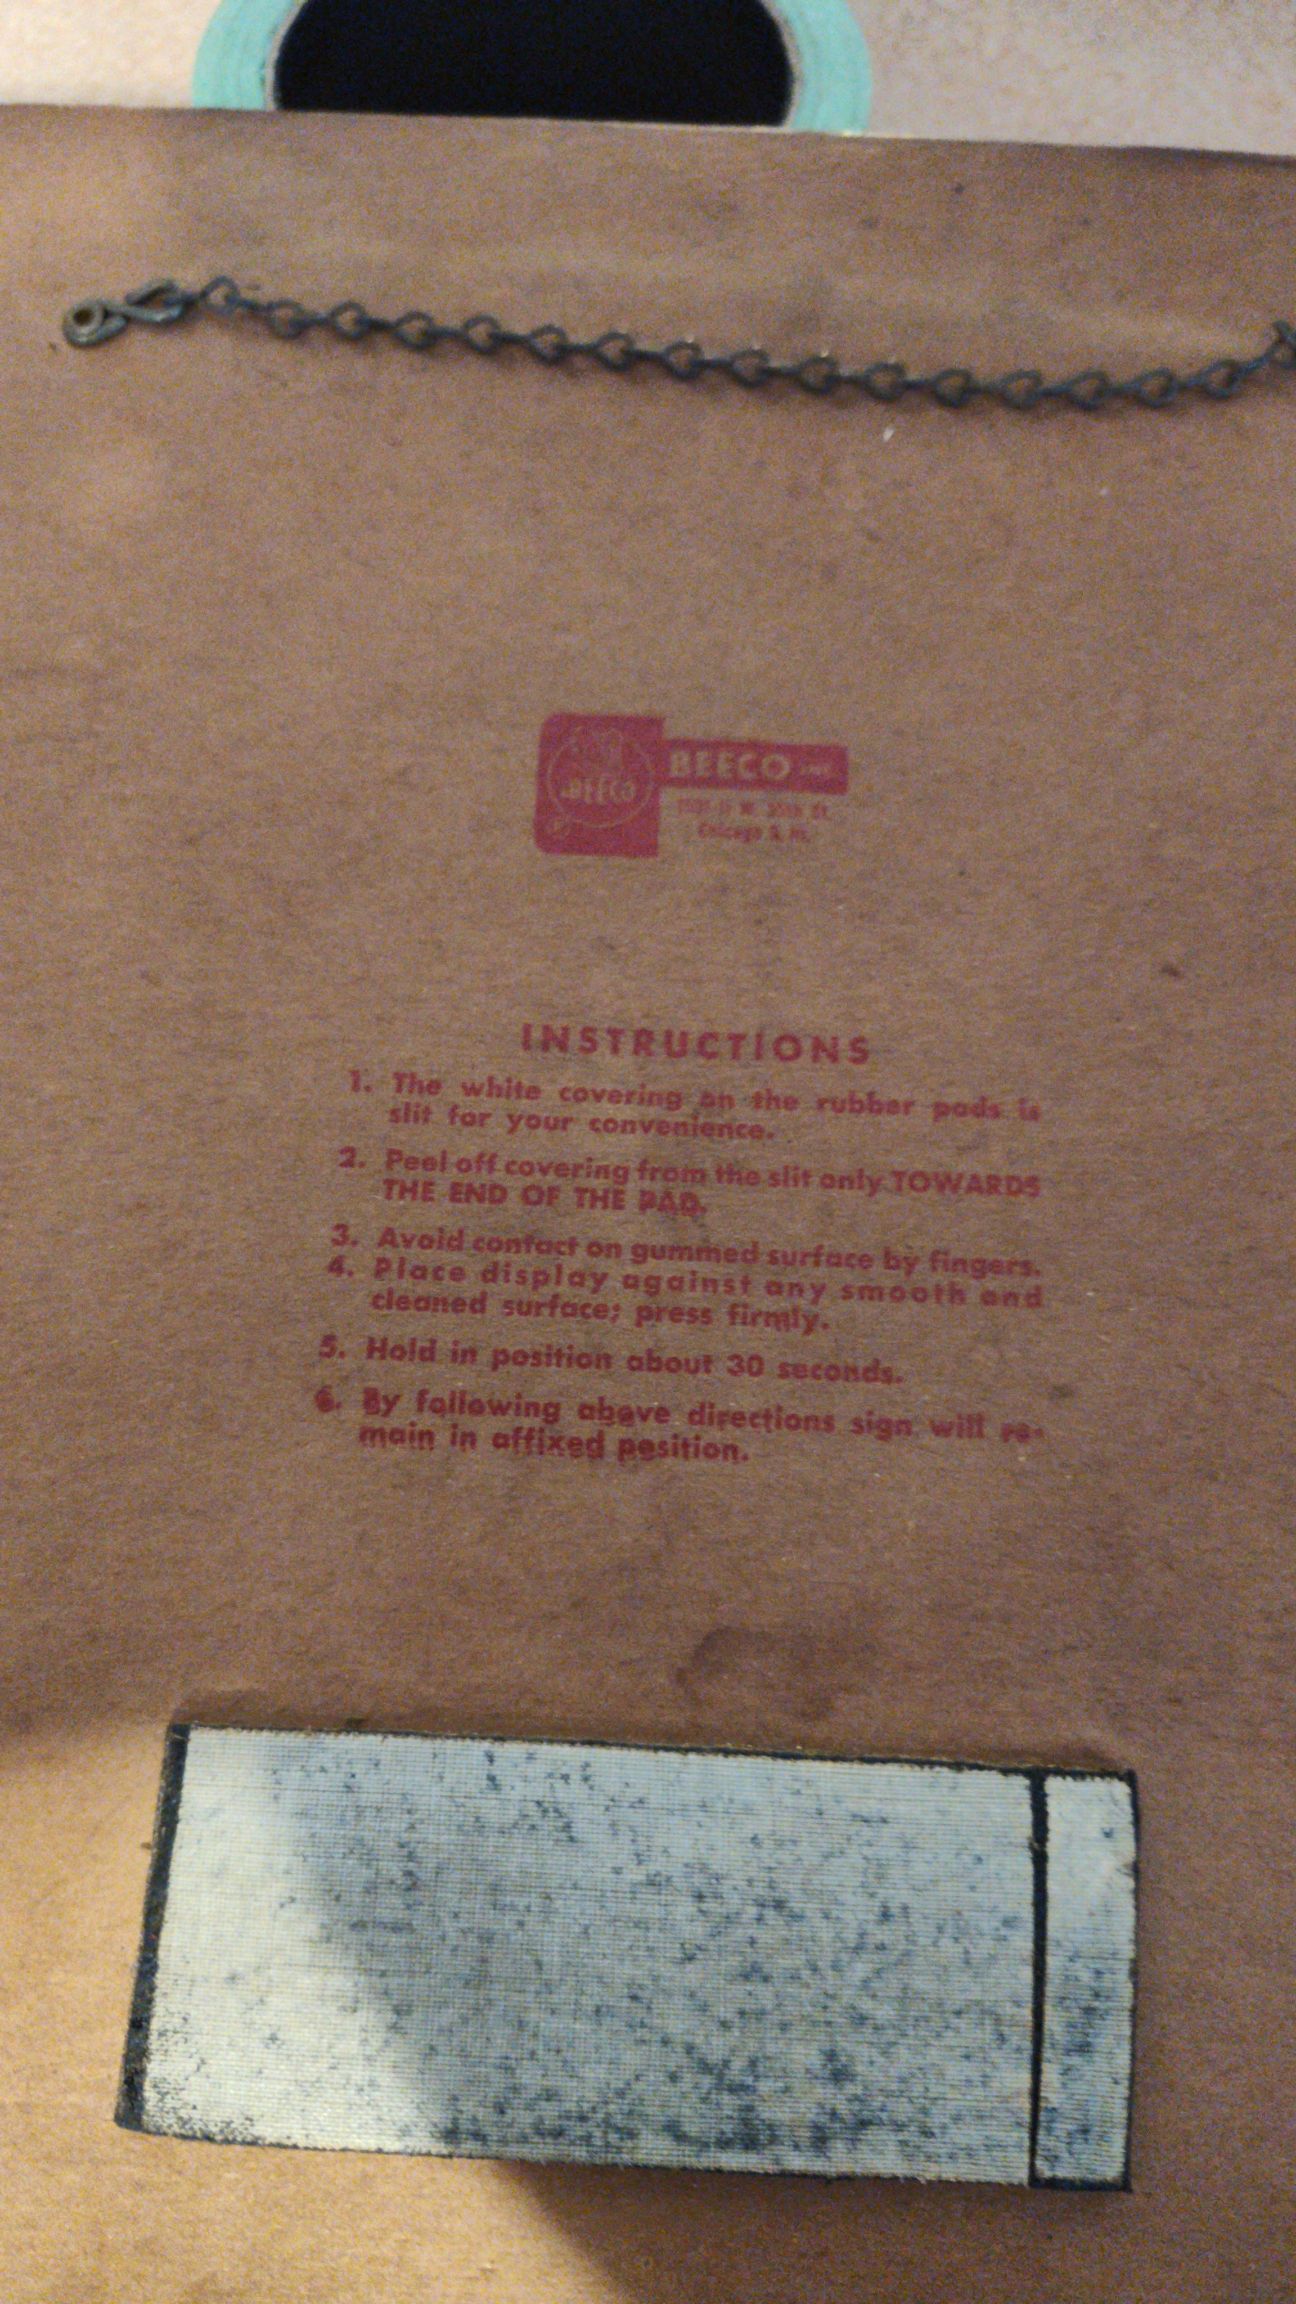 BEECO
BEECO
W. 35th St.
Chicago
INSTRUCTIONS
1. The white covering on the rubber pads is
slit for your convenience.
2. Peel off covering from the slit only TOWARDS
THE END OF THE PAD.
3. Avoid contact on gummed surface by fingers.
4. Place display against any smooth and
cleaned surface; press firmly.
5. Hold in position about 30 seconds.
6. By following above directions sign will re-
main in affixed position.